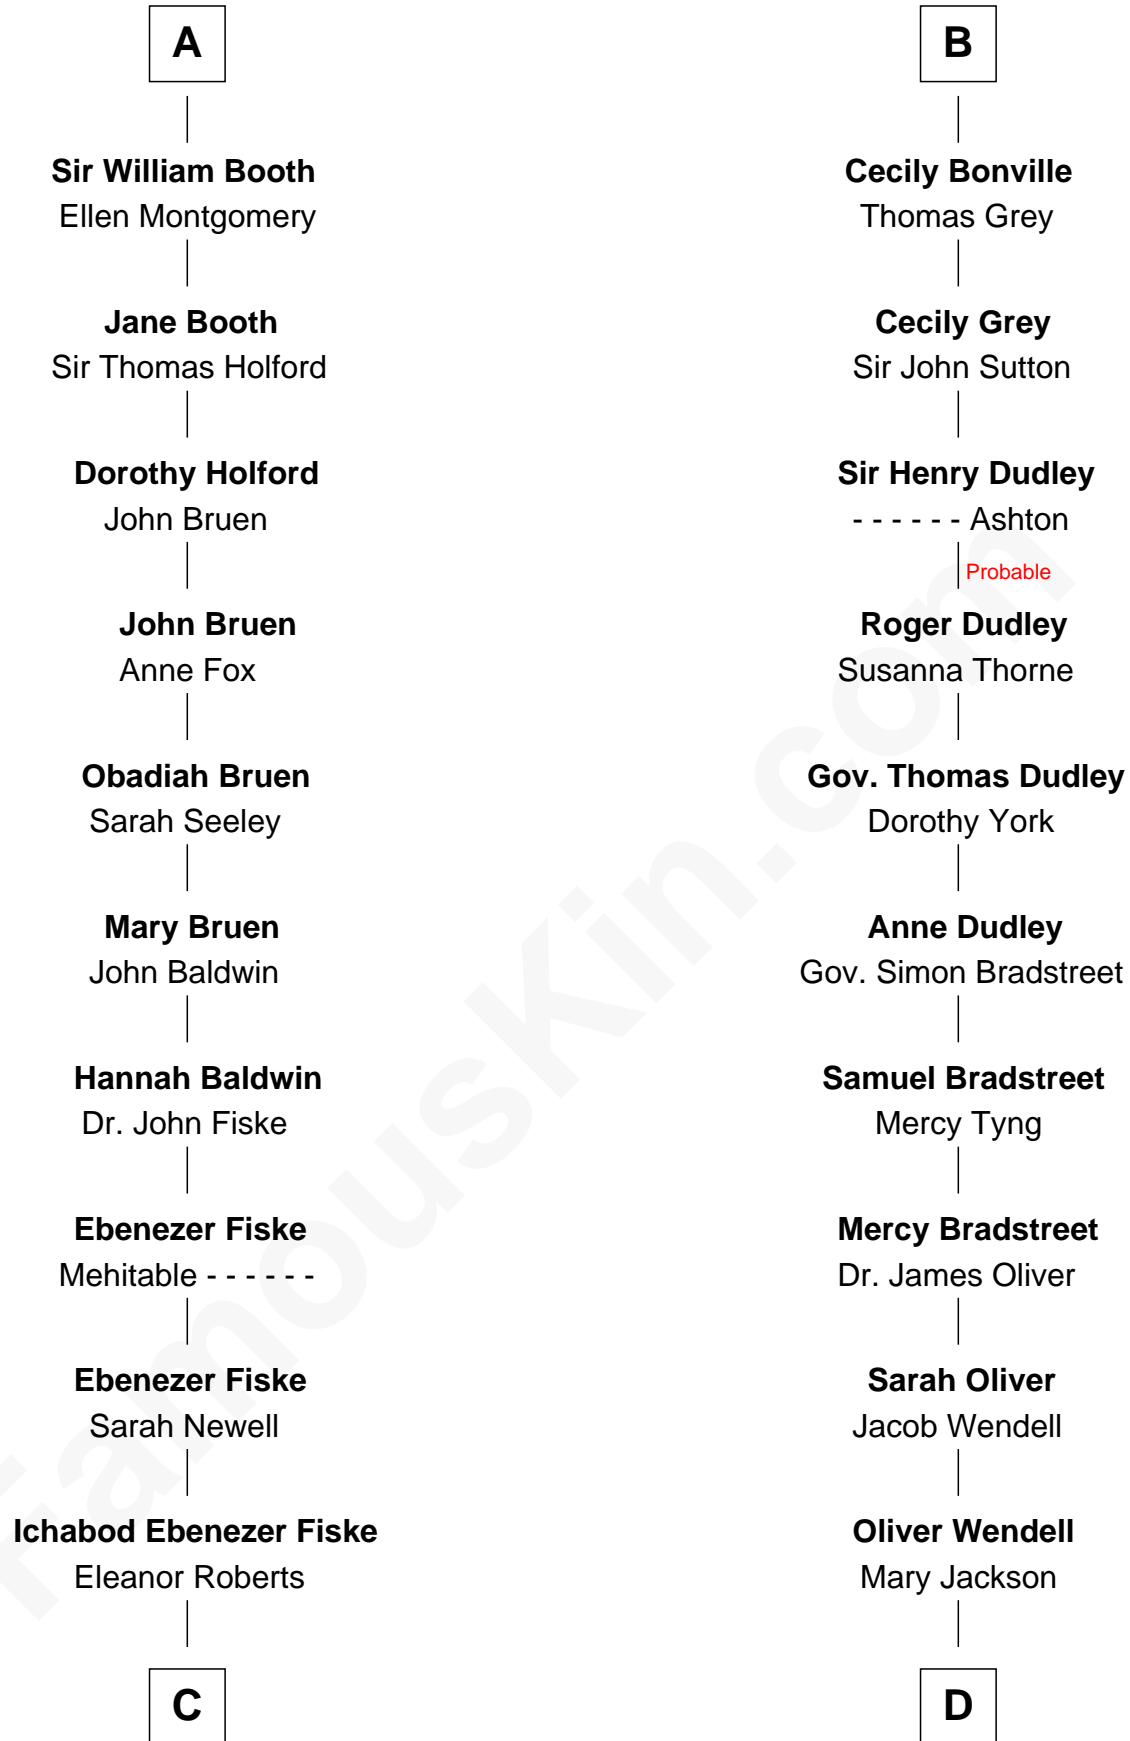 A
Sir William Booth
Ellen Montgomery
Jane Booth
Sir Thomas Holford
Dorothy Holford
John Bruen
John Bruen
Anne Fox
Obadiah Bruen
Sarah Seeley
Mary Bruen
John Baldwin
Hannah Baldwin
Dr. John Fiske
Ebenezer Fiske
Mehitable - - - - - -
Ebenezer Fiske
Sarah Newell
Ichabod Ebenezer Fiske
Eleanor Roberts
C
B
Cecily Bonville
Thomas Grey
Cecily Grey
Sir John Sutton
Sir Henry Dudley
- - - - - - Ashton
Probable
Roger Dudley
Susanna Thorne
Gov. Thomas Dudley
Dorothy York
Anne Dudley
Gov. Simon Bradstreet
Samuel Bradstreet
Mercy Tyng
Mercy Bradstreet
Dr. James Oliver
Sarah Oliver
Jacob Wendell
Oliver Wendell
Mary Jackson
D
FamousKin.com